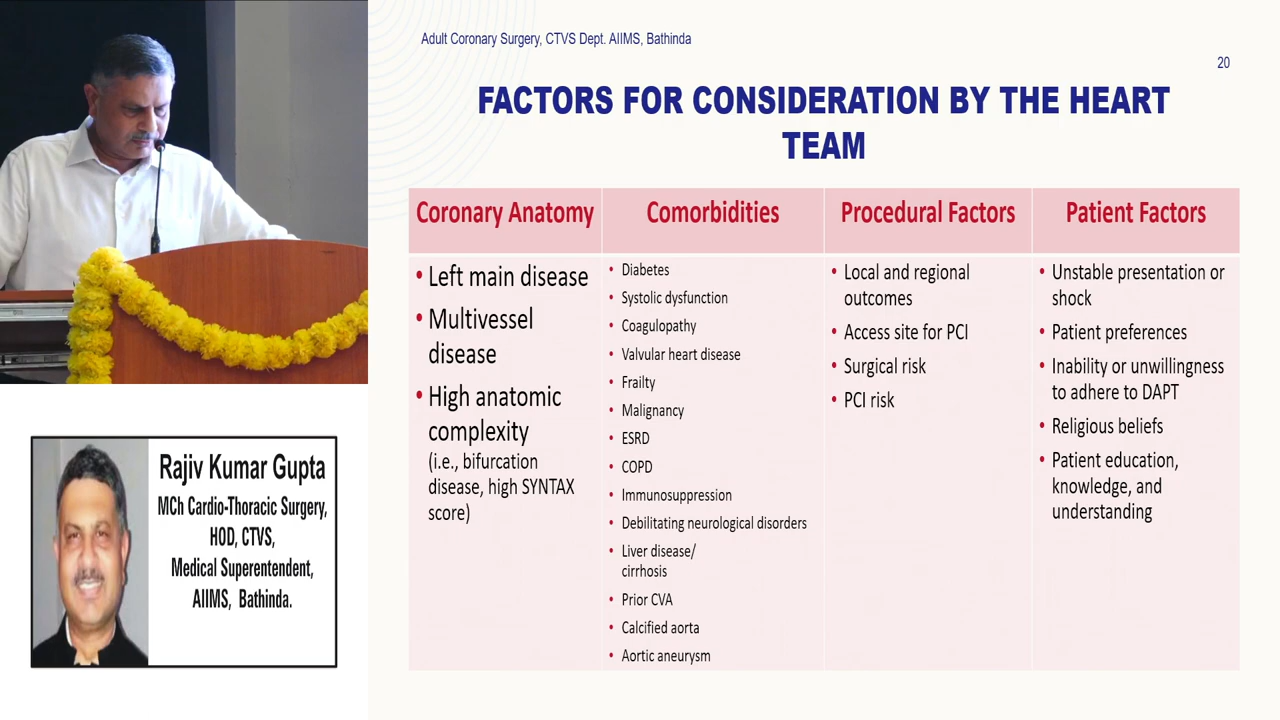 Adult Coronary Surgery, CTVS Dept. AIIMS, Bathinda
20
FACTORS FOR CONSIDERATION BY THE HEART
TEAM
Coronary Anatomy
• Left main disease
• Multivessel
disease
• High anatomic
complexity
(i.e., bifurcation
disease, high SYNTAX
score)
Comorbidities
• Diabetes
• Systolic dysfunction
• Coagulopathy
• Valvular heart disease
• Frailty
• Malignancy
• ESRD
• COPD
• Immunosuppression
• Debilitating neurological disorders
• Liver disease/
cirrhosis
• Prior CVA
• Calcified aorta
• Aortic aneurysm
Procedural Factors
• Local and regional
outcomes
• Access site for PCI
• Surgical risk
• PCI risk
Patient Factors
• Unstable presentation or
shock
• Patient preferences
• Inability or unwillingness
to adhere to DAPT
• Religious beliefs
• Patient education,
knowledge, and
understanding
Rajiv Kumar Gupta
MCh Cardio-Thoracic Surgery,
HOD, CTVS,
Medical Superentendent,
AIIMS, Bathinda.